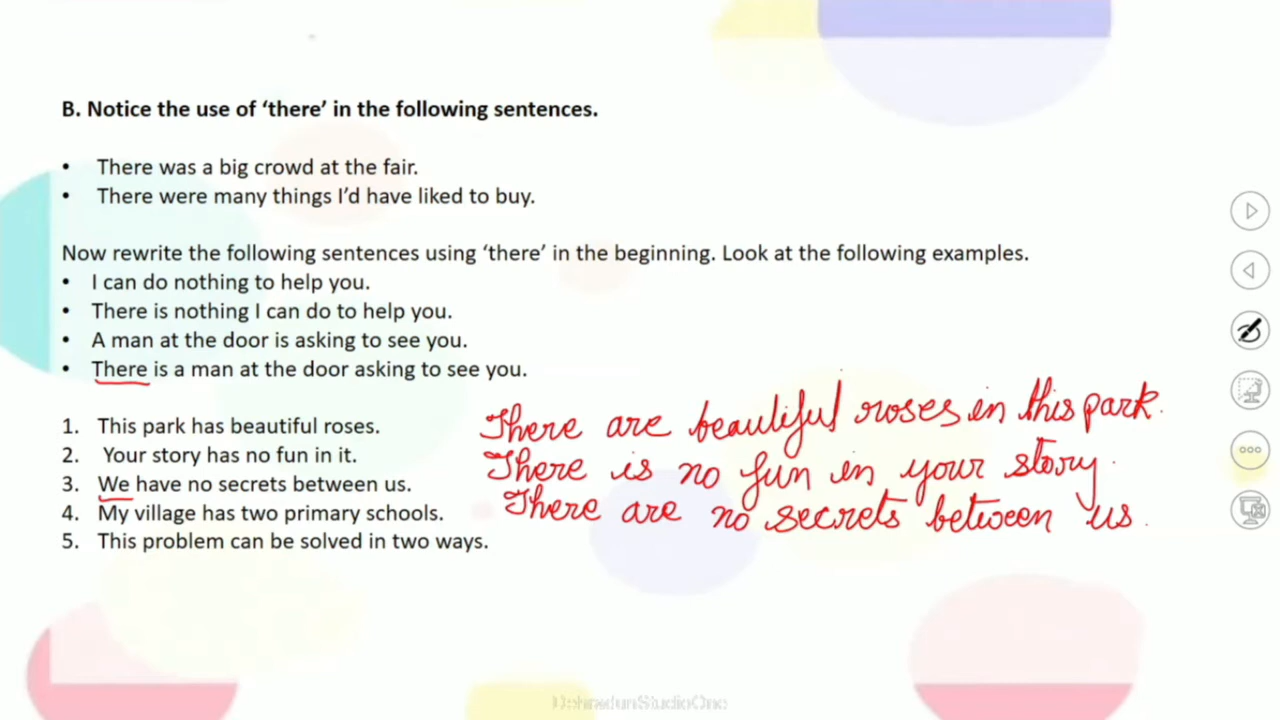 B. Notice the use of ‘there’ in the following sentences.
• There was a big crowd at the fair.
• There were many things I’d have liked to buy.
Now rewrite the following sentences using ‘there’ in the beginning. Look at the following examples.
• I can do nothing to help you.
• There is nothing I can do to help you.
• A man at the door is asking to see you.
• There is a man at the door asking to see you.
1. This park has beautiful roses. There are beautiful roses in this park.
2. Your story has no fun in it. There is no fun in your story.
3. We have no secrets between us. There are no secrets between us.
4. My village has two primary schools.
5. This problem can be solved in two ways.
DehradunStudioOne